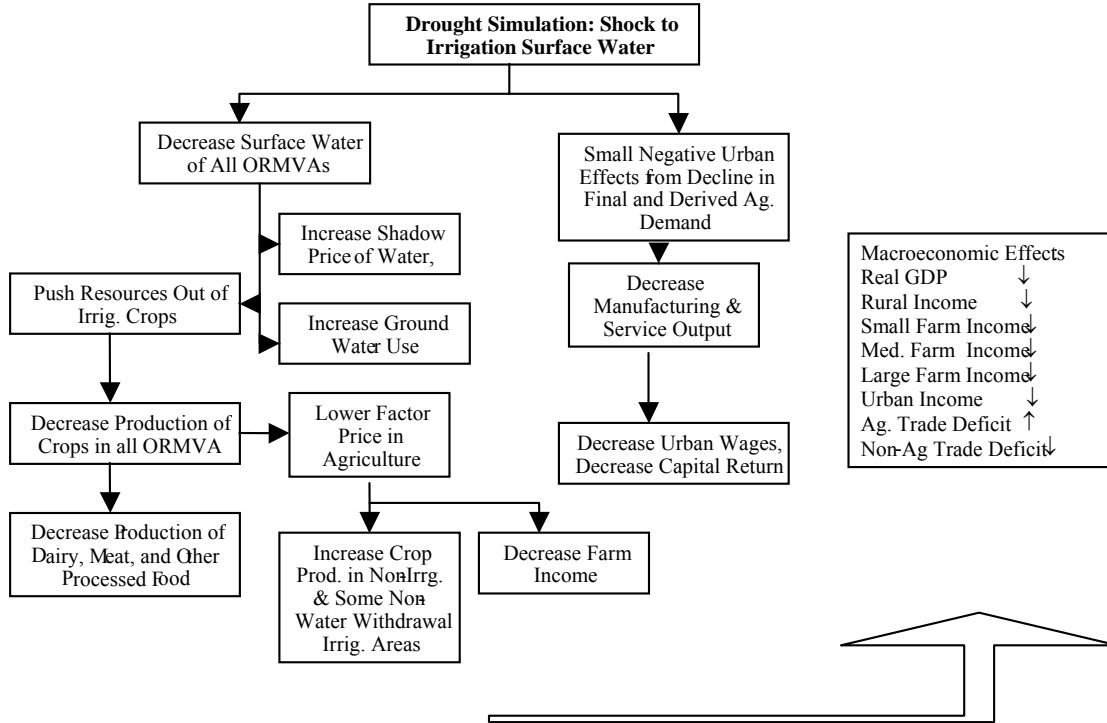 Drought Simulation: Shock to
Irrigation Surface Water
Decrease Surface Water
of All ORMVAs
Small Negative Urban
Effects from Decline in
Final and Derived Ag.
Demand
Increase Shadow
Price of Water,
Push Resources Out of
Irrig. Crops
Increase Ground
Water Use
Decrease
Manufacturing &
Service Output
Macroeconomic Effects
Real GDP ↓
Rural Income ↓
Small Farm Income↓
Med. Farm Income↓
Large Farm Income↓
Urban Income ↓
Ag. Trade Deficit ↑
Non-Ag Trade Deficit↓
Decrease Production of
Crops in all ORMVA
Lower Factor
Price in
Agriculture
Decrease Urban Wages,
Decrease Capital Return
Decrease Production of
Dairy, Meat, and Other
Processed Food
Increase Crop
Prod. in Non-Irrg.
& Some Non-
Water Withdrawal
Irrig. Areas
Decrease Farm
Income